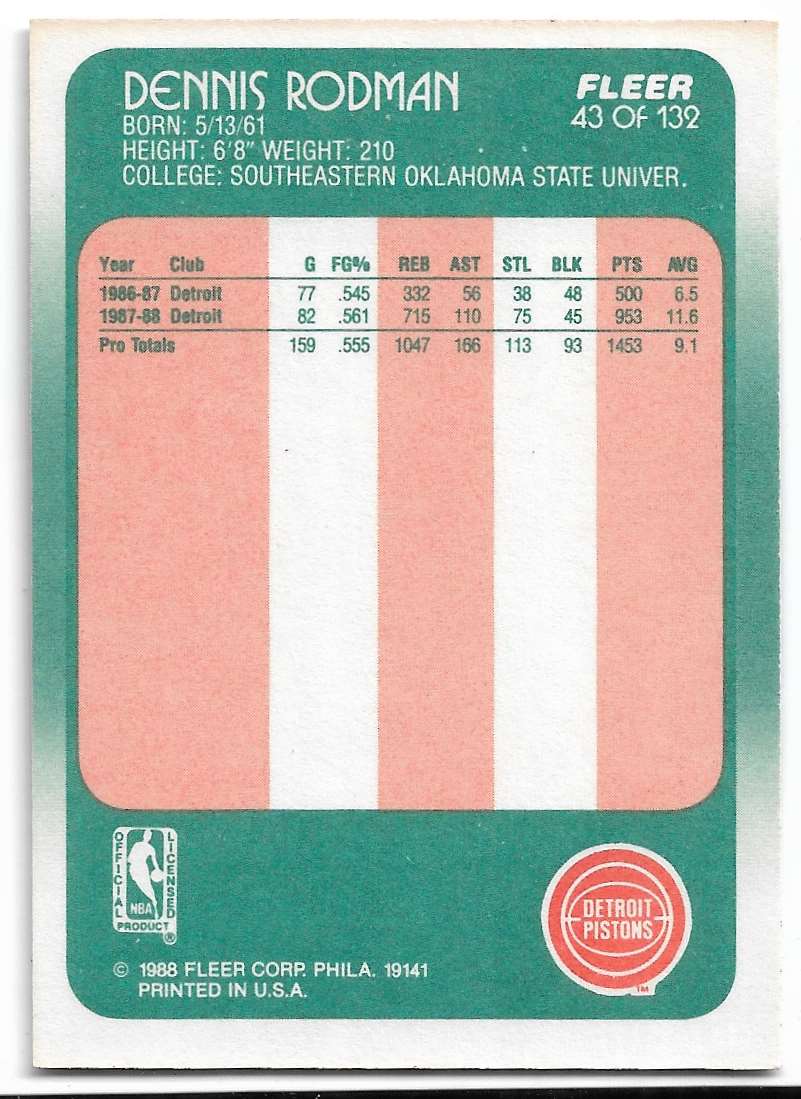 DENNIS RODMAN
FLEER
43 OF 132
BORN: 5/13/61
HEIGHT: 6'8" WEIGHT: 210
COLLEGE: SOUTHEASTERN OKLAHOMA STATE UNIVER.
Year Club G FG% REB AST STL BLK PTS AVG
1986-87 Detroit 77 .545 332 56 38 48 500 6.5
1987-88 Detroit 82 .561 715 110 75 45 953 11.6
Pro Totals 159 .555 1047 166 113 93 1453 9.1
OFFICIAL
LICENSED
NBA
PRODUCT
®
DETROIT
PISTONS
TM
© 1988 FLEER CORP. PHILA. 19141
PRINTED IN U.S.A.